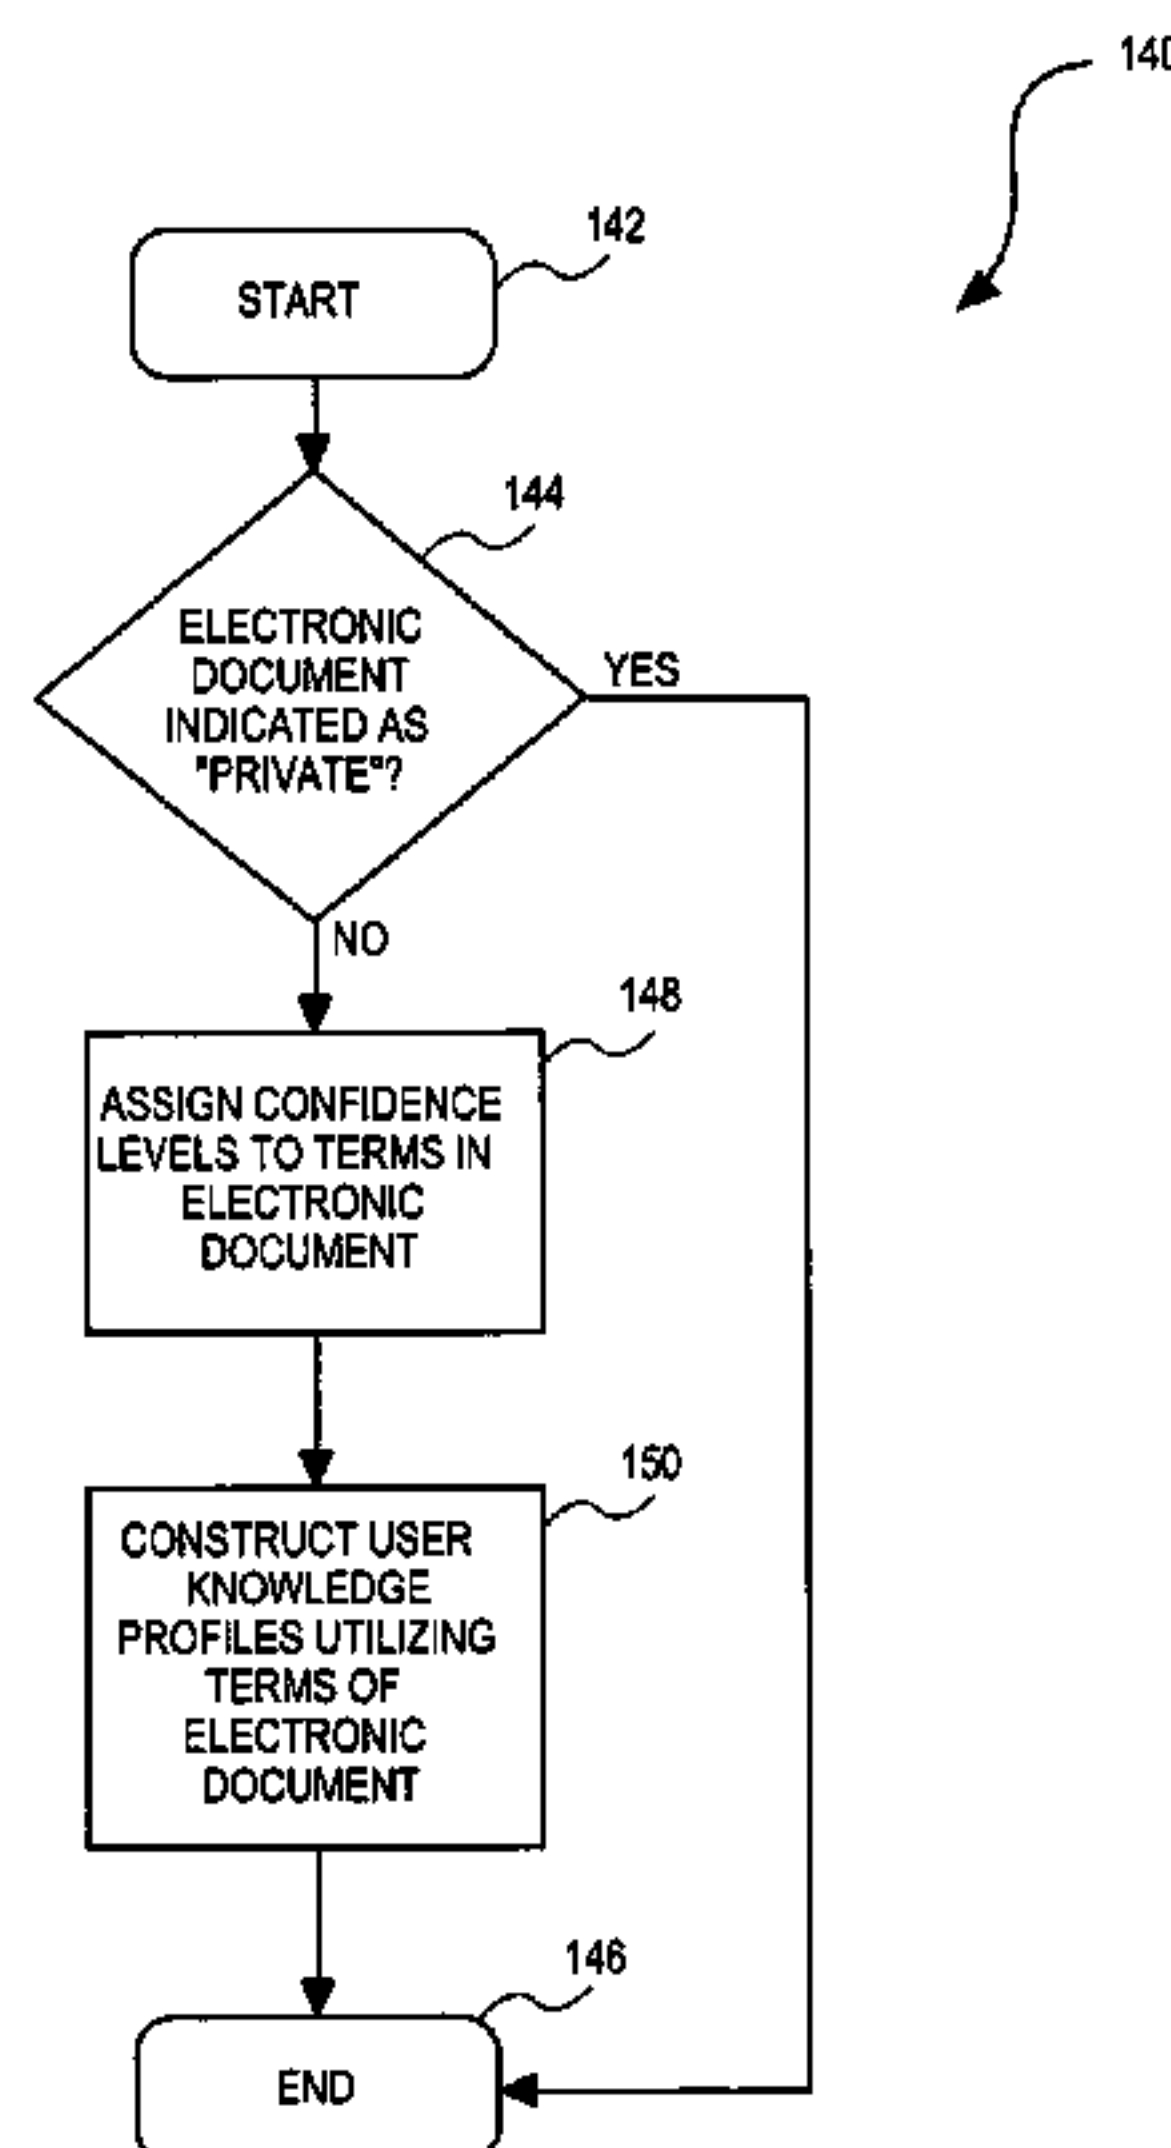 140
142
START
144
ELECTRONIC
DOCUMENT
INDICATED AS
"PRIVATE"?
YES
NO
148
ASSIGN CONFIDENCE
LEVELS TO TERMS IN
ELECTRONIC
DOCUMENT
150
CONSTRUCT USER
KNOWLEDGE
PROFILES UTILIZING
TERMS OF
ELECTRONIC
DOCUMENT
146
END